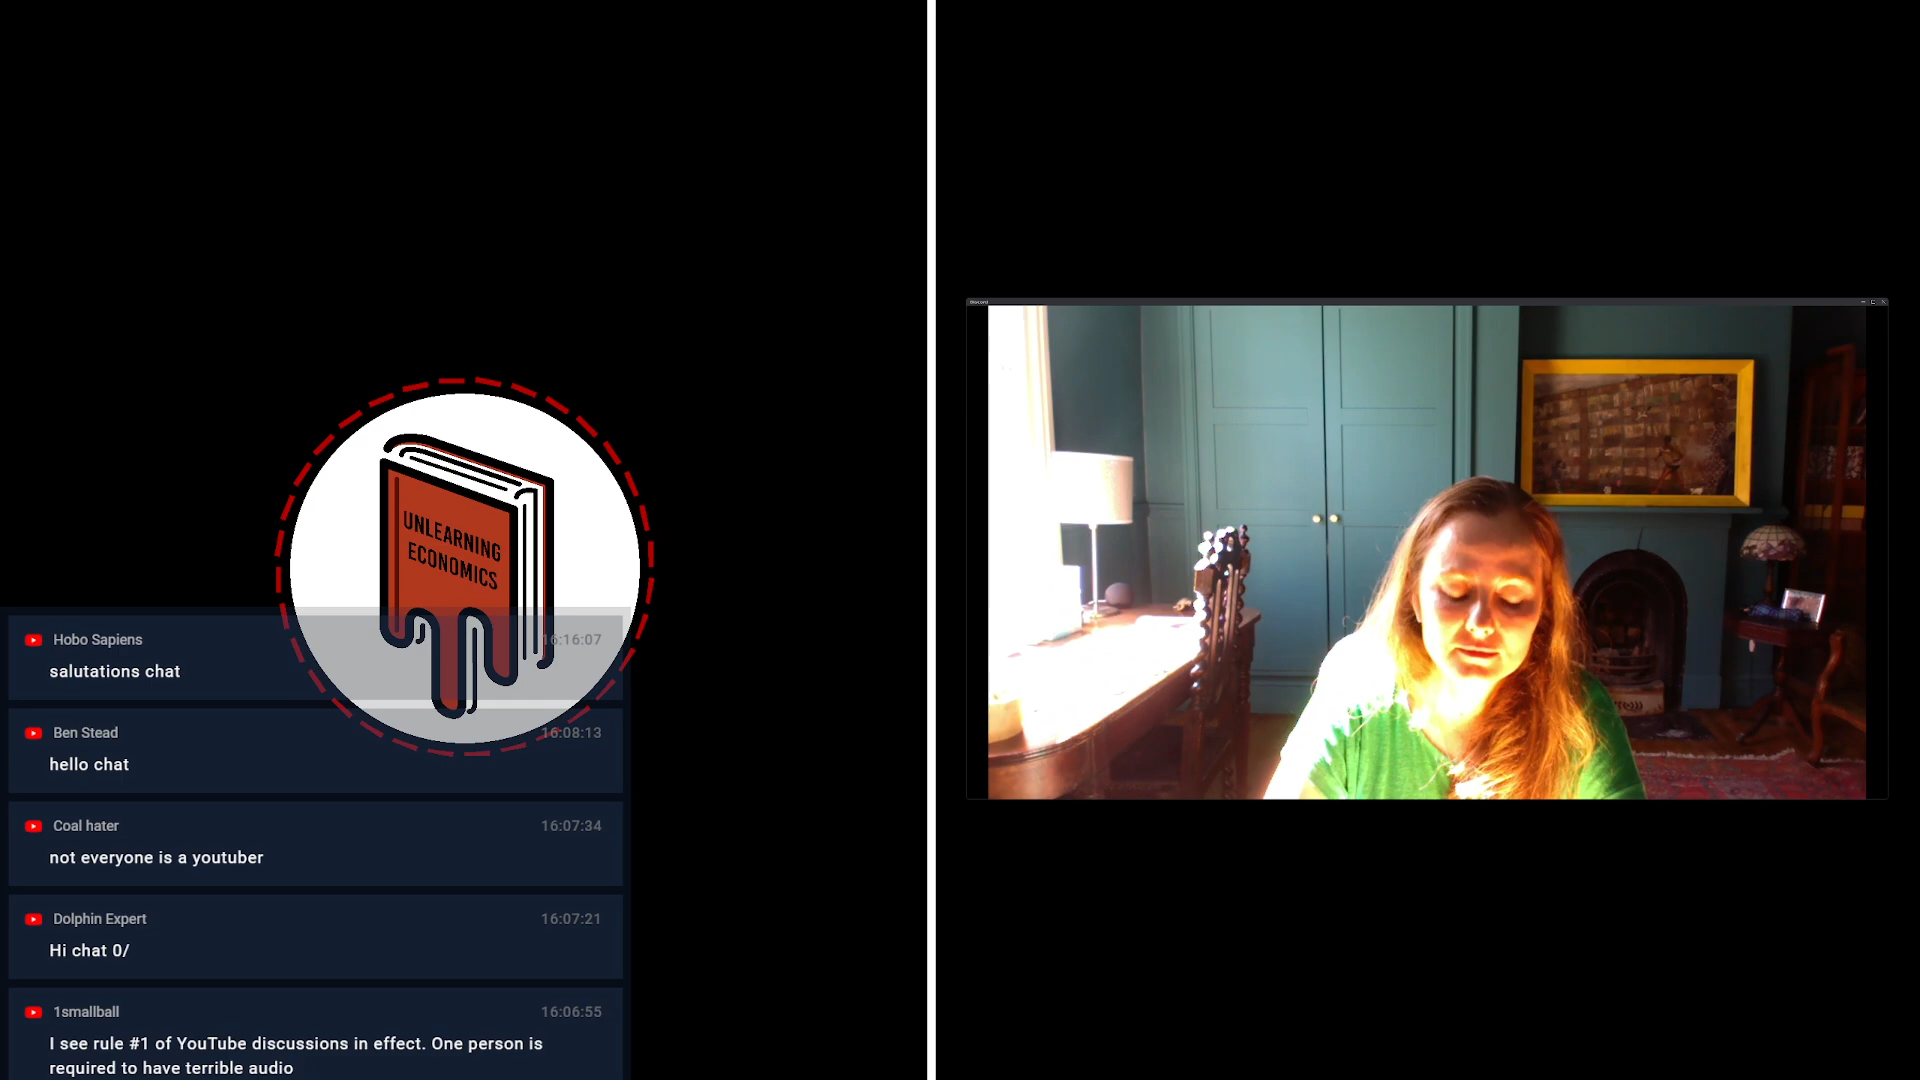 Discord
UNLEARNING
ECONOMICS
Hobo Sapiens 16:16:07
salutations chat
Ben Stead 16:08:13
hello chat
Coal hater 16:07:34
not everyone is a youtuber
Dolphin Expert 16:07:21
Hi chat 0/
1smallball 16:06:55
I see rule #1 of YouTube discussions in effect. One person is
required to have terrible audio